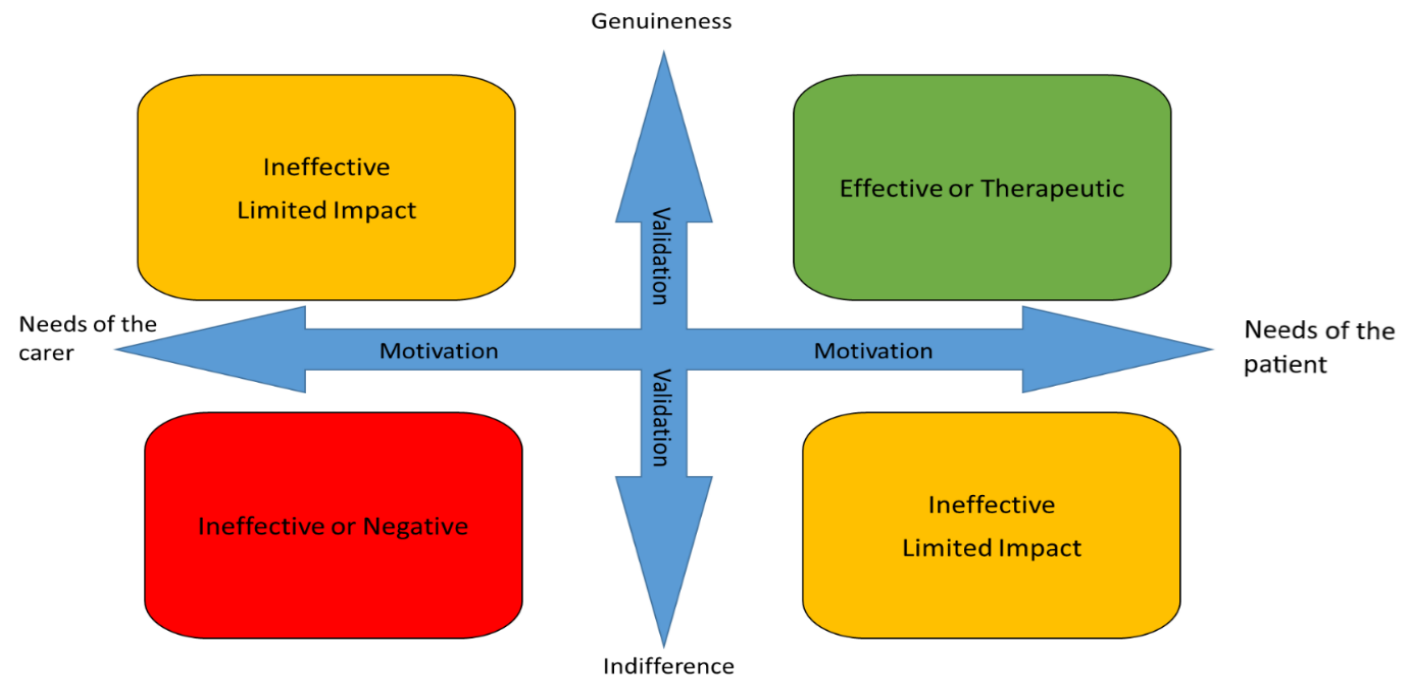 Genuineness
Ineffective
Limited Impact
Effective or Therapeutic
Validation
Needs of the
carer
Motivation
Motivation
Needs of the
patient
Validation
Ineffective or Negative
Ineffective
Limited Impact
Indifference